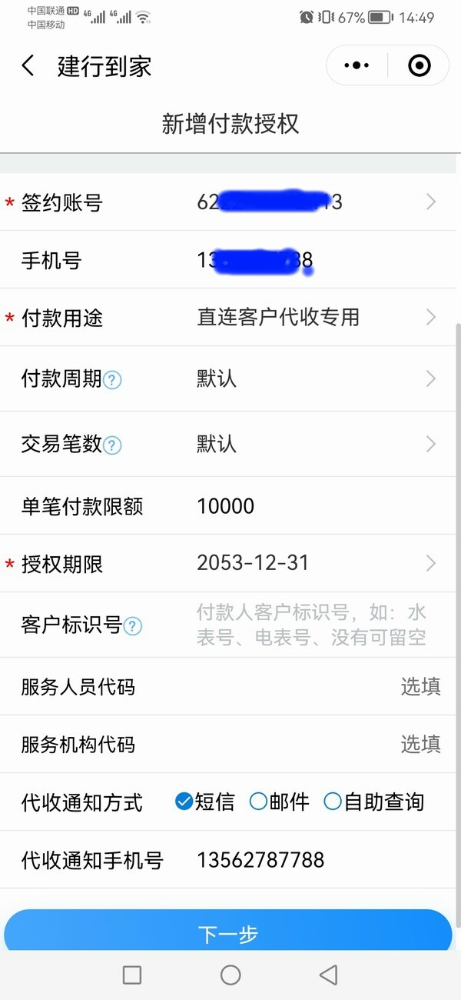 中国联通 HD 4G 4G 67% 14:49
中国移动
建行到家
新增付款授权
* 签约账号 62 13
手机号 13 88
* 付款用途 直连客户代收专用
付款周期? 默认
交易笔数? 默认
单笔付款限额 10000
* 授权期限 2053-12-31
客户标识号? 付款人客户标识号，如：水
表号、电表号、没有可留空
服务人员代码 选填
服务机构代码 选填
代收通知方式 短信 邮件 自助查询
代收通知手机号 13562787788
下一步